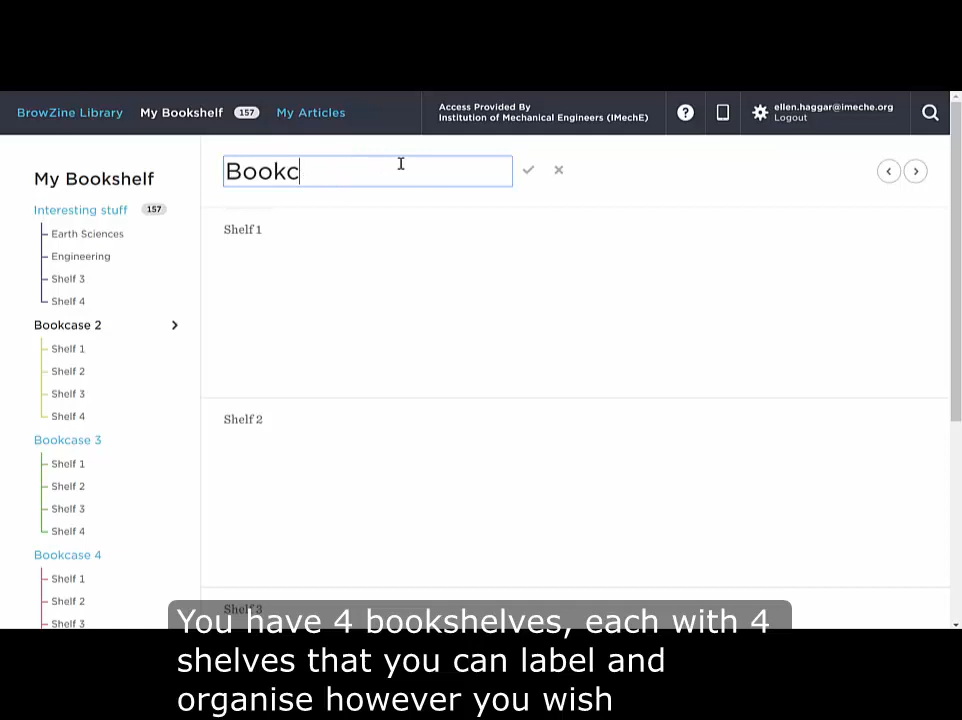 BrowZine Library My Bookshelf 157 My Articles
Access Provided By
Institution of Mechanical Engineers (IMechE)
?
ellen.haggar@imeche.org
Logout
My Bookshelf
Interesting stuff 157
Earth Sciences
Engineering
Shelf 3
Shelf 4
Bookcase 2
Shelf 1
Shelf 2
Shelf 3
Shelf 4
Bookcase 3
Shelf 1
Shelf 2
Shelf 3
Shelf 4
Bookcase 4
Shelf 1
Shelf 2
Shelf 3
Bookc
Shelf 1
Shelf 2
Shelf 3
You have 4 bookshelves, each with 4
shelves that you can label and
organise however you wish